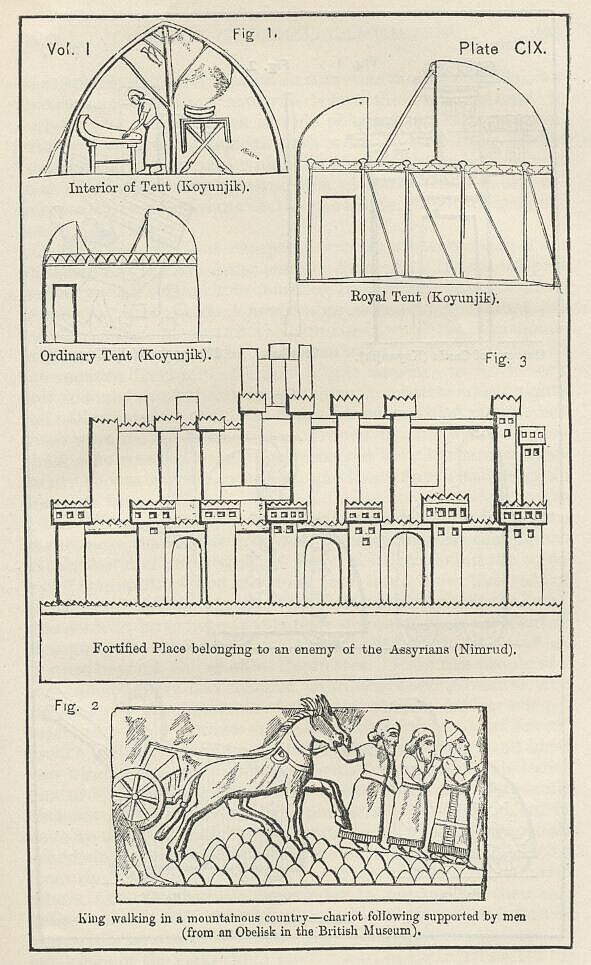 Vol. I
Fig 1.
Plate CIX.
Interior of Tent (Koyunjik).
Royal Tent (Koyunjik).
Ordinary Tent (Koyunjik).
Fig. 3
Fortified Place belonging to an enemy of the Assyrians (Nimrud).
Fig. 2
King walking in a mountainous country—chariot following supported by men
(from an Obelisk in the British Museum).